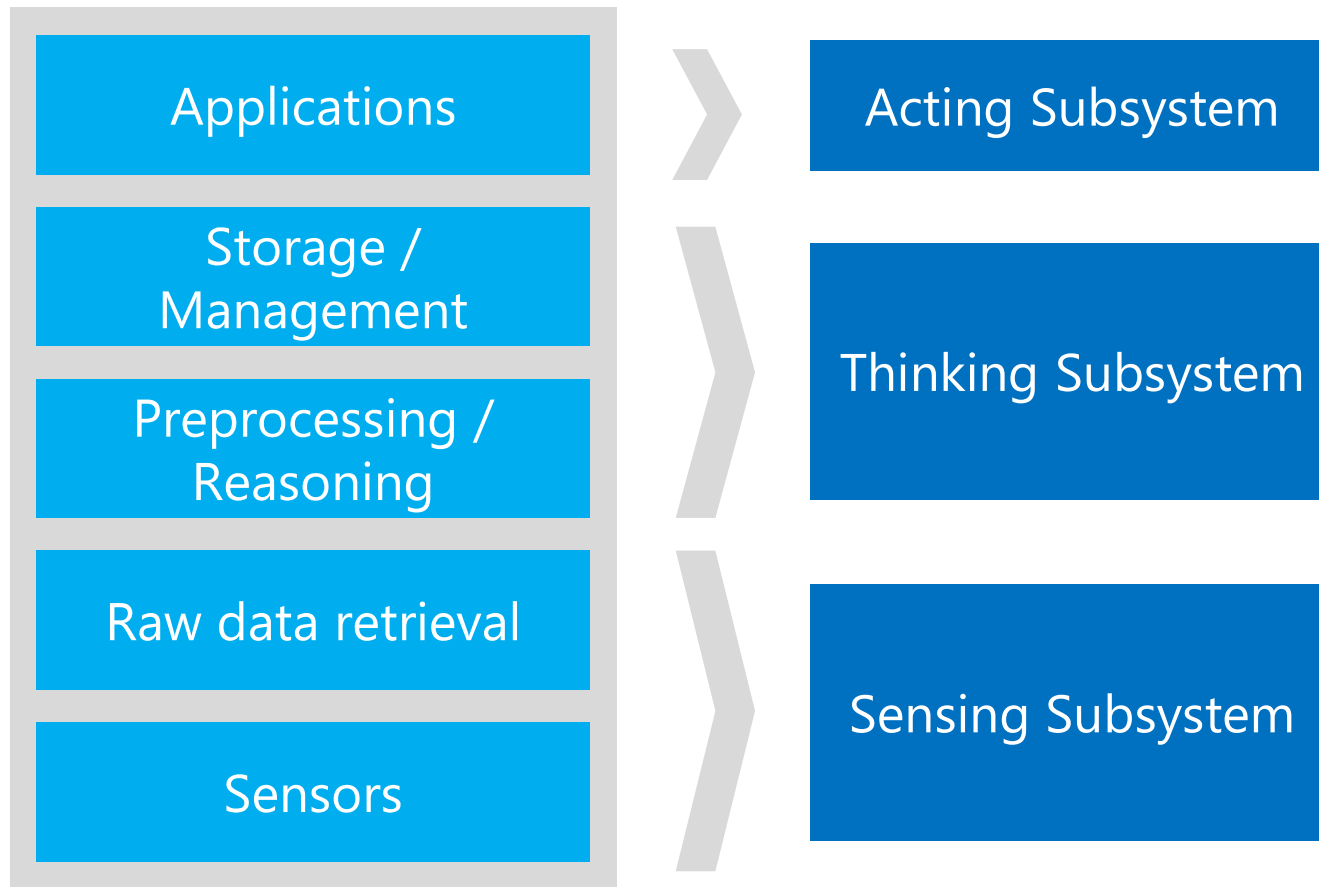 Applications
Storage /
Management
Preprocessing /
Reasoning
Raw data retrieval
Sensors
Acting Subsystem
Thinking Subsystem
Sensing Subsystem